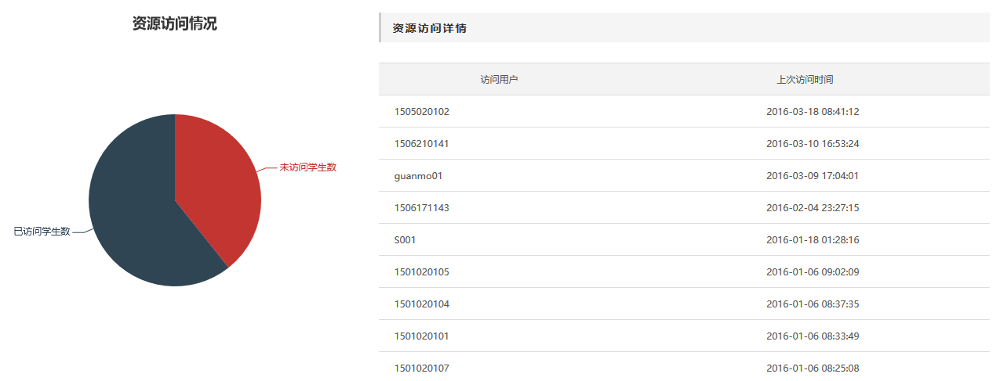 资源访问情况
未访问学生数
已访问学生数
资源访问详情
访问用户 上次访问时间
1505020102 2016-03-18 08:41:12
1506210141 2016-03-10 16:53:24
guanmo01 2016-03-09 17:04:01
1506171143 2016-02-04 23:27:15
S001 2016-01-18 01:28:16
1501020105 2016-01-06 09:02:09
1501020104 2016-01-06 08:37:35
1501020101 2016-01-06 08:33:49
1501020107 2016-01-06 08:25:08